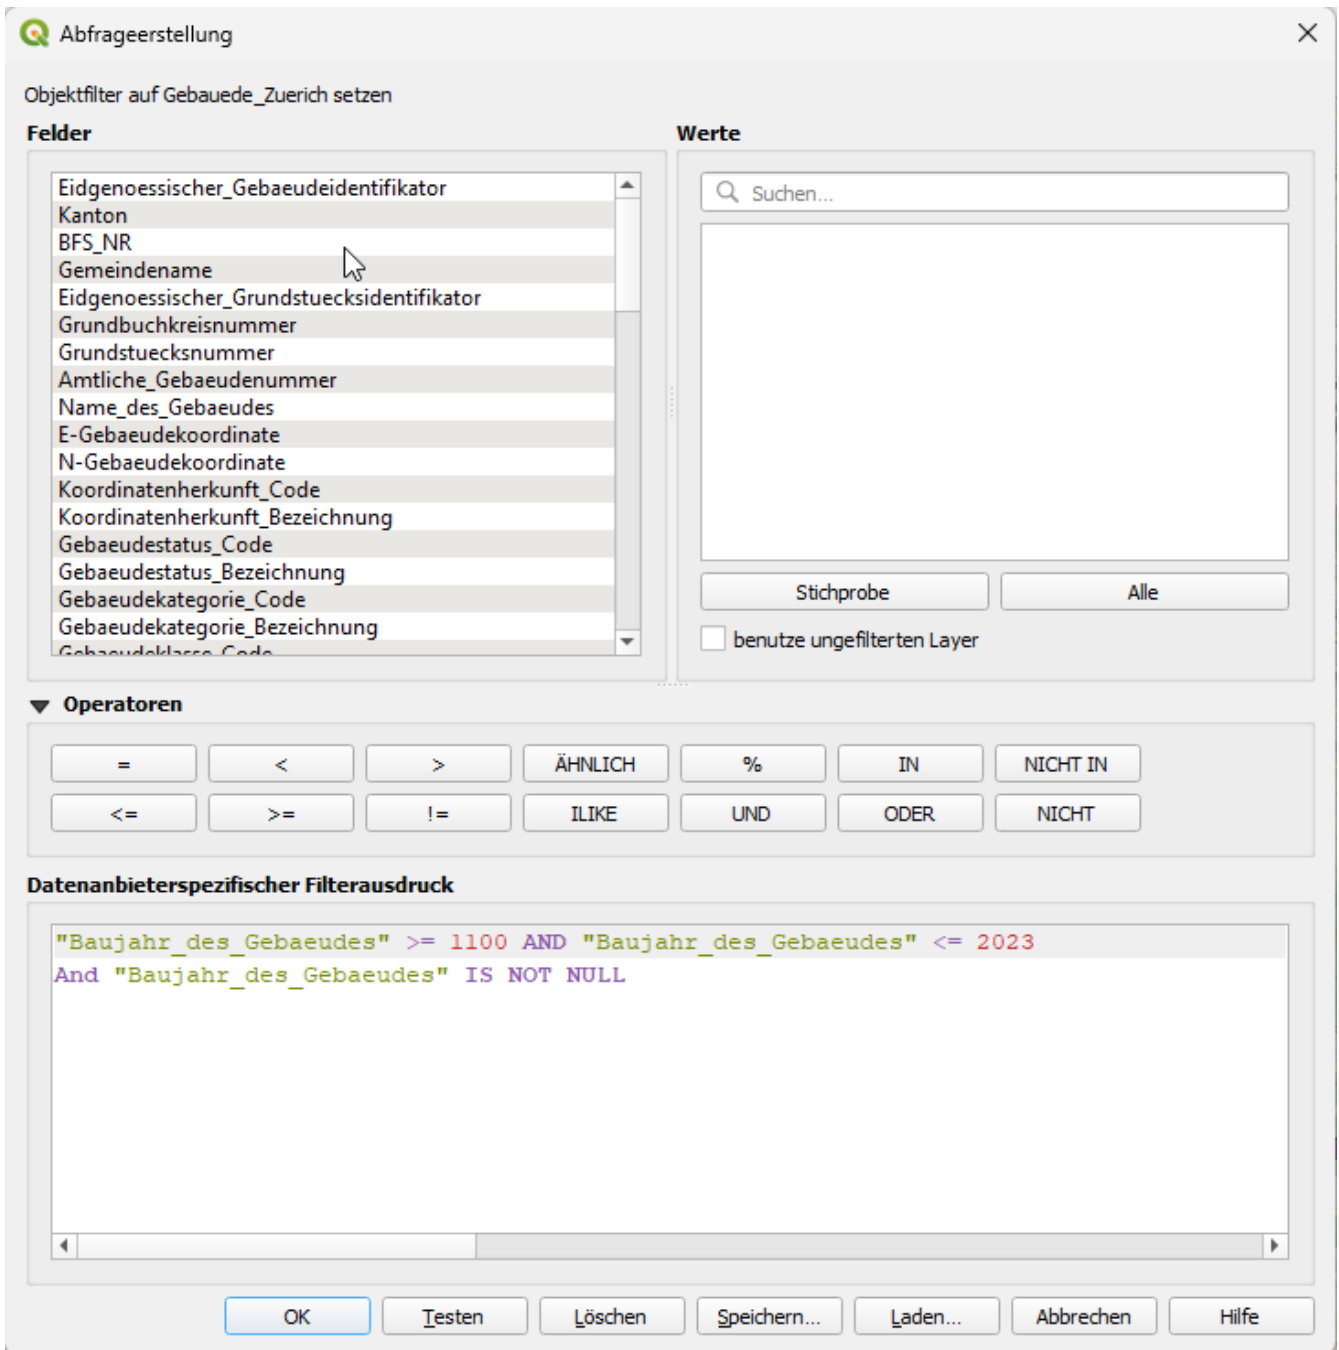 Abfrageerstellung
Objektfilter auf Gebauede_Zuerich setzen
Felder
Eidgenoessischer_Gebaeudeidentifikator
Kanton
BFS_NR
Gemeindename
Eidgenoessischer_Grundstuecksidentifikator
Grundbuchkreisnummer
Grundstuecksnummer
Amtliche_Gebaeudenummer
Name_des_Gebaeudes
E-Gebaeudekoordinate
N-Gebaeudekoordinate
Koordinatenherkunft_Code
Koordinatenherkunft_Bezeichnung
Gebaeudestatus_Code
Gebaeudestatus_Bezeichnung
Gebaeudekategorie_Code
Gebaeudekategorie_Bezeichnung
Gebaeudeklasse_Code
Werte
Suchen...
Stichprobe Alle
benutze ungefilterten Layer
Operatoren
= < > ÄHNLICH % IN NICHT IN
<= >= != ILIKE UND ODER NICHT
Datenanbieterspezifischer Filterausdruck
"Baujahr_des_Gebaeudes" >= 1100 AND "Baujahr_des_Gebaeudes" <= 2023
And "Baujahr_des_Gebaeudes" IS NOT NULL
OK Testen Löschen Speichern... Laden... Abbrechen Hilfe